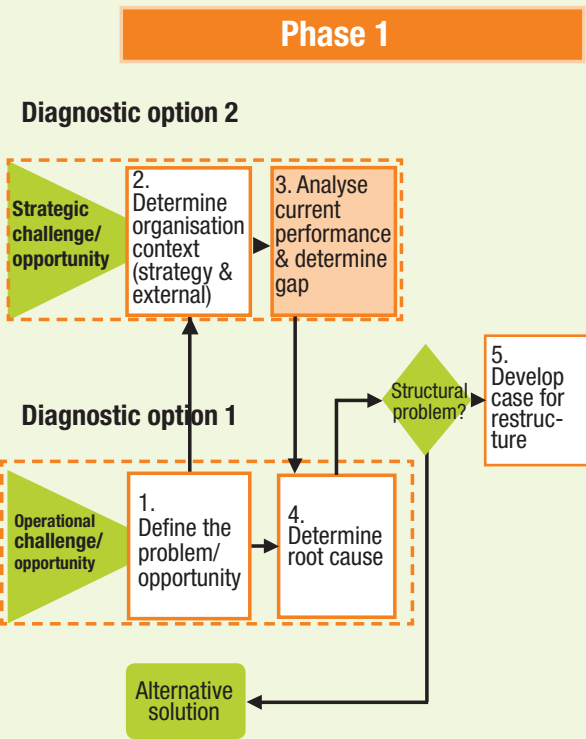 Phase 1
Diagnostic option 2
Strategic
challenge/
opportunity
2.
Determine
organisation
context
(strategy &
external)
3. Analyse
current
performance
& determine
gap
Structural
problem?
5.
Develop
case for
restruc-
ture
Diagnostic option 1
Operational
challenge/
opportunity
1.
Define the
problem/
opportunity
4.
Determine
root cause
Alternative
solution